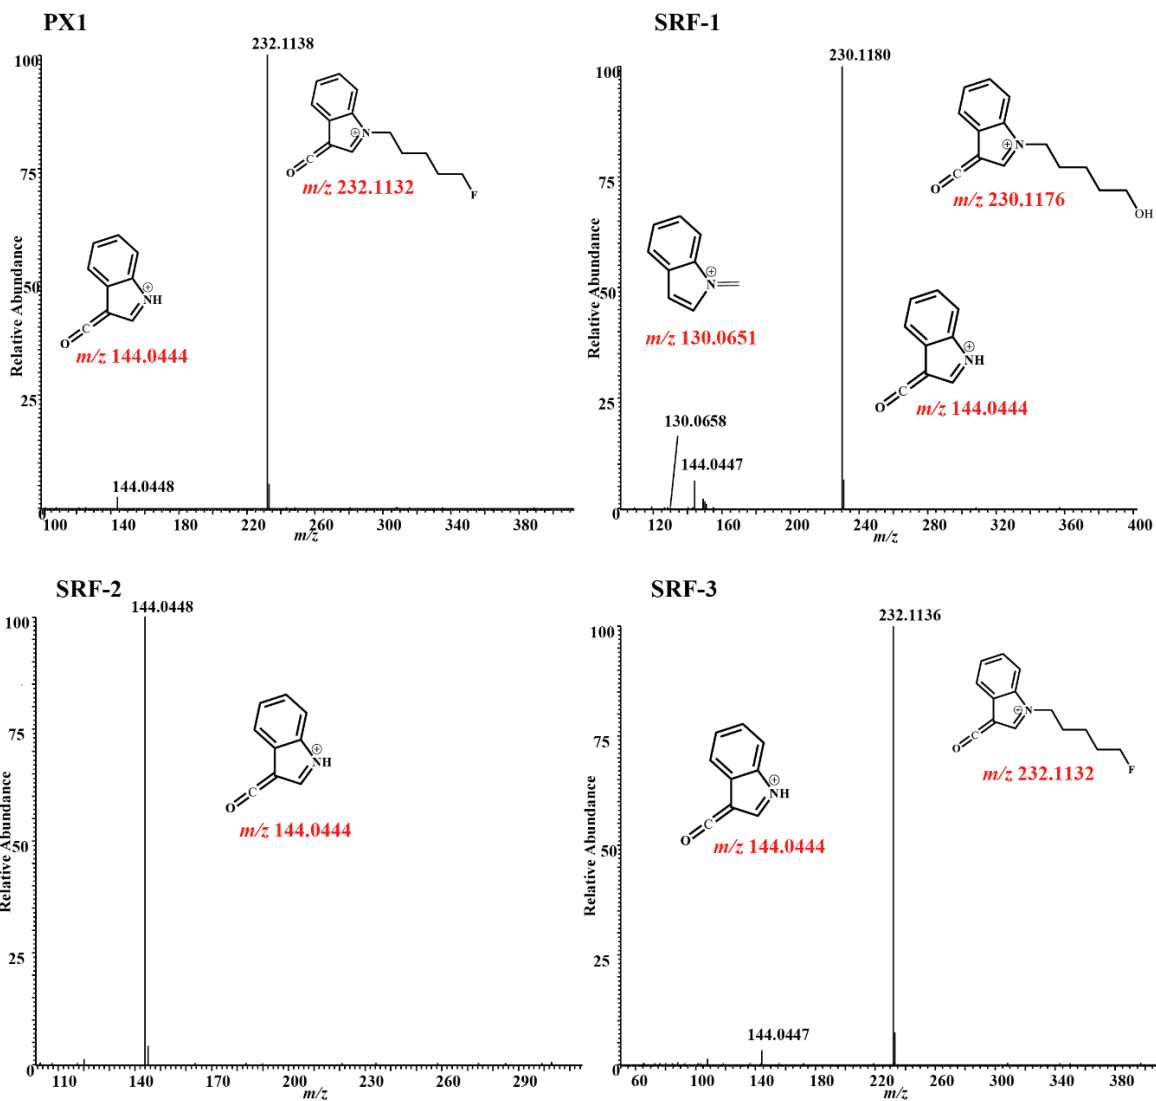 PX1
232.1138
100
75
50
25
0
Relative Abundance
N
O
C
F
m/z 232.1132
NH
O
C
m/z 144.0444
144.0448
100 140 180 220 260 300 340 380
m/z
SRF-1
230.1180
100
75
50
25
0
Relative Abundance
N
O
C
OH
m/z 230.1176
N
m/z 130.0651
NH
O
C
m/z 144.0444
130.0658
144.0447
120 160 200 240 280 320 360 400
m/z
SRF-2
144.0448
100
75
50
25
0
Relative Abundance
NH
O
C
m/z 144.0444
110 140 170 200 230 260 290
m/z
SRF-3
232.1136
100
75
50
25
0
Relative Abundance
N
O
C
F
m/z 232.1132
NH
O
C
m/z 144.0444
144.0447
60 100 140 180 220 260 300 340 380
m/z